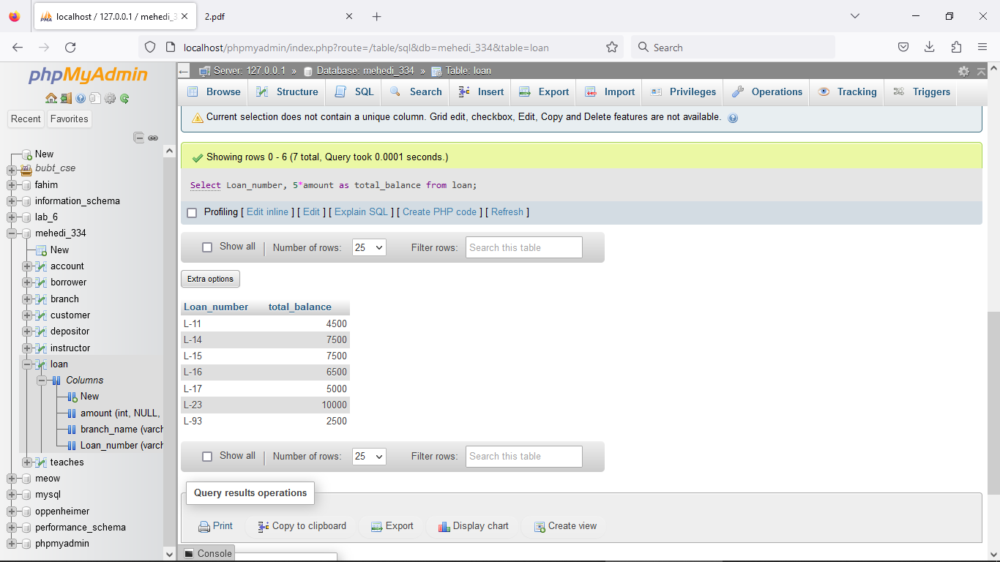 localhost / 127.0.0.1 / mehedi_3
2.pdf
localhost/phpmyadmin/index.php?route=/table/sql&db=mehedi_334&table=loan
Search
phpMyAdmin
Recent
Favorites
New
bubt_cse
fahim
information_schema
lab_6
mehedi_334
New
account
borrower
branch
customer
depositor
instructor
loan
Columns
New
amount (int, NULL,
branch_name (varch
Loan_number (varch
teaches
meow
mysql
oppenheimer
performance_schema
phpmyadmin
Server: 127.0.0.1 » Database: mehedi_334 » Table: loan
Browse Structure SQL Search Insert Export Import Privileges Operations Tracking Triggers
Current selection does not contain a unique column. Grid edit, checkbox, Edit, Copy and Delete features are not available.
Showing rows 0 - 6 (7 total, Query took 0.0001 seconds.)
Select Loan_number, 5*amount as total_balance from loan;
Profiling [ Edit inline ] [ Edit ] [ Explain SQL ] [ Create PHP code ] [ Refresh ]
Show all Number of rows: 25 Filter rows: Search this table
Extra options
Loan_number total_balance
L-11 4500
L-14 7500
L-15 7500
L-16 6500
L-17 5000
L-23 10000
L-93 2500
Show all Number of rows: 25 Filter rows: Search this table
Query results operations
Print Copy to clipboard Export Display chart Create view
Console